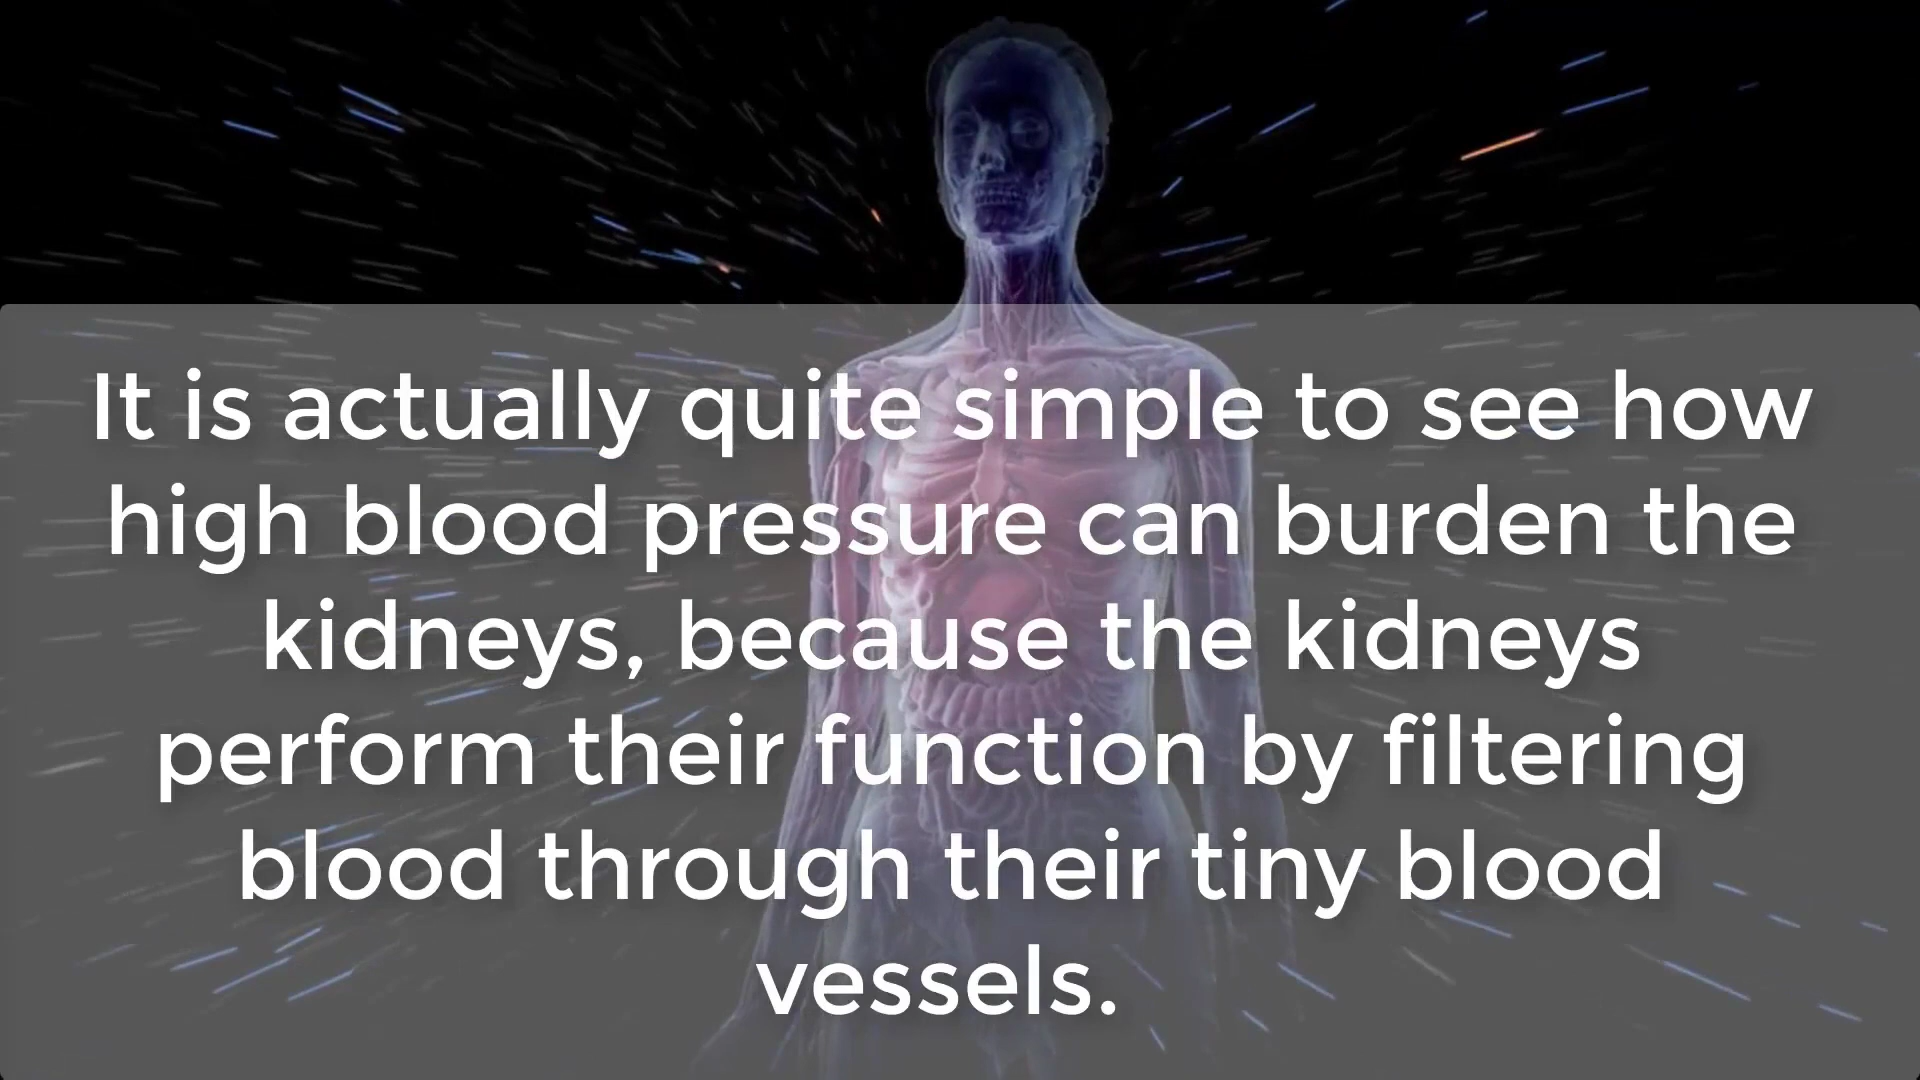 It is actually quite simple to see how
high blood pressure can burden the
kidneys, because the kidneys
perform their function by filtering
blood through their tiny blood
vessels.